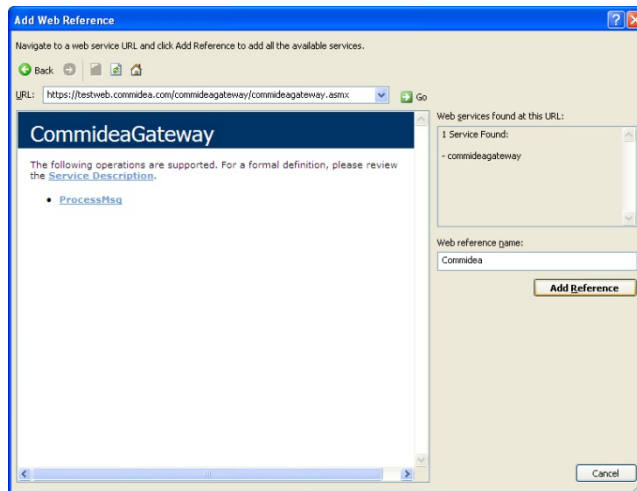 Add Web Reference
Navigate to a web service URL and click Add Reference to add all the available services.
Back
URL: https://testweb.commidea.com/commideagateway/commideagateway.asmx Go
CommideaGateway
The following operations are supported. For a formal definition, please review
the Service Description.
ProcessMsg
Web services found at this URL:
1 Service Found:
- commideagateway
Web reference name:
Commidea
Add Reference
Cancel